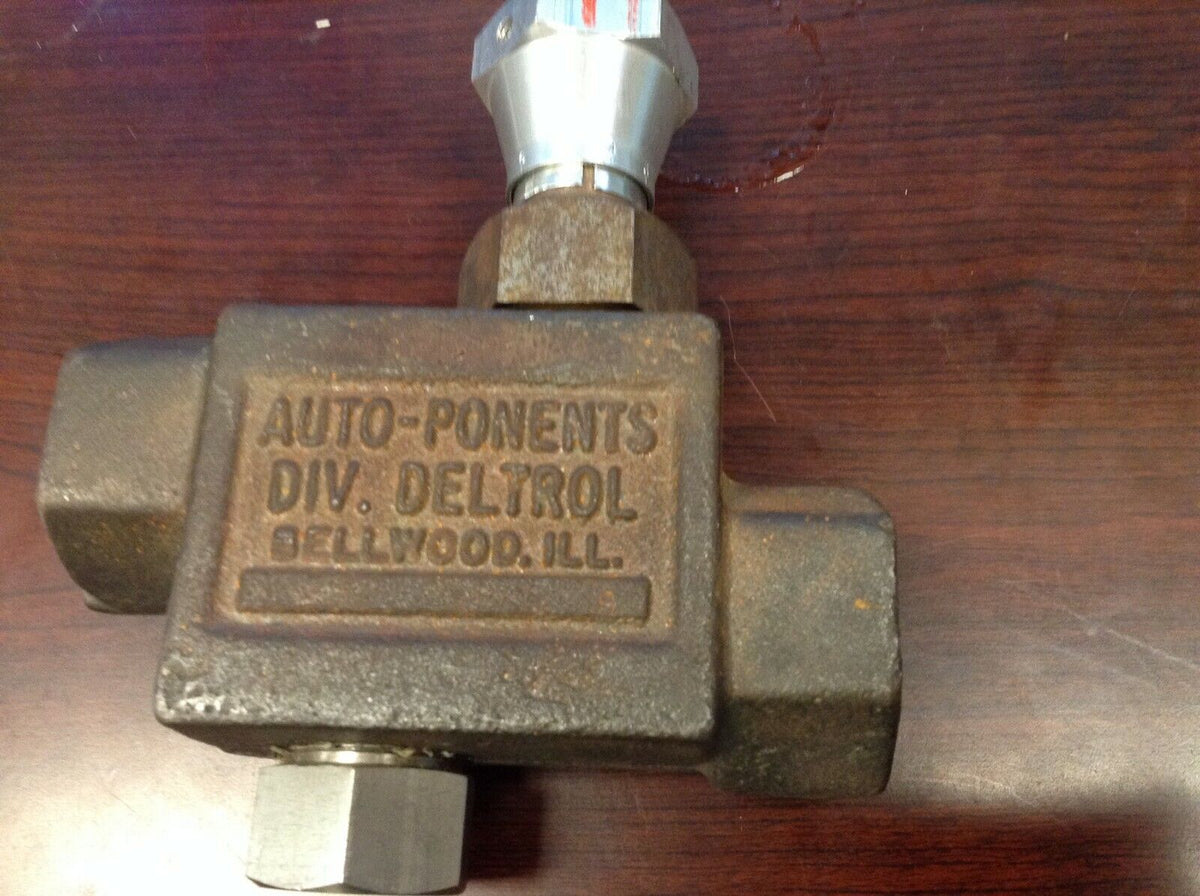 AUTO-PONENTS
DIV. DELTROL
BELLWOOD, ILL.